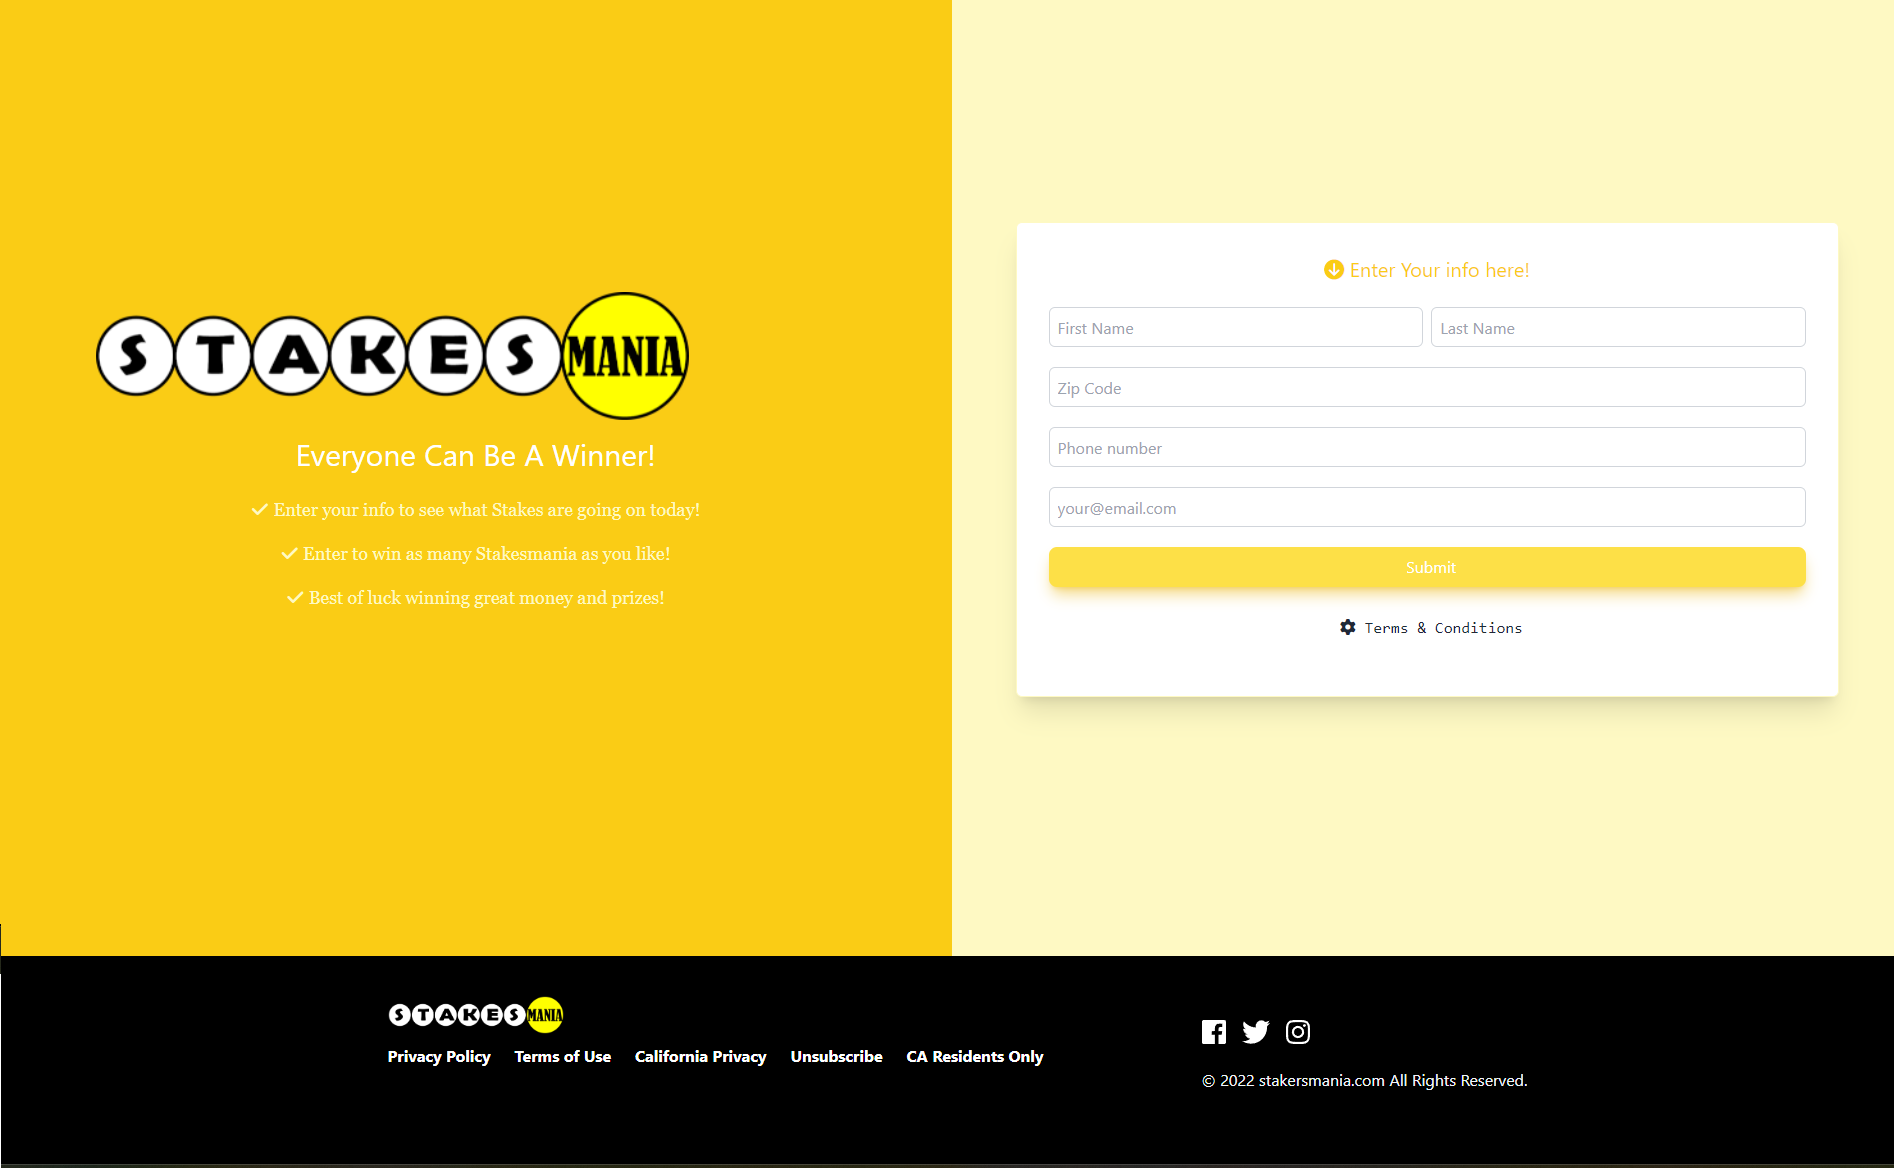 STAKES MANIA
Everyone Can Be A Winner!
Enter your info to see what Stakes are going on today!
Enter to win as many Stakesmania as you like!
Best of luck winning great money and prizes!
Enter Your info here!
First Name
Last Name
Zip Code
Phone number
your@email.com
Submit
Terms & Conditions
STAKES MANIA
Privacy Policy Terms of Use California Privacy Unsubscribe CA Residents Only
© 2022 stakersmania.com All Rights Reserved.